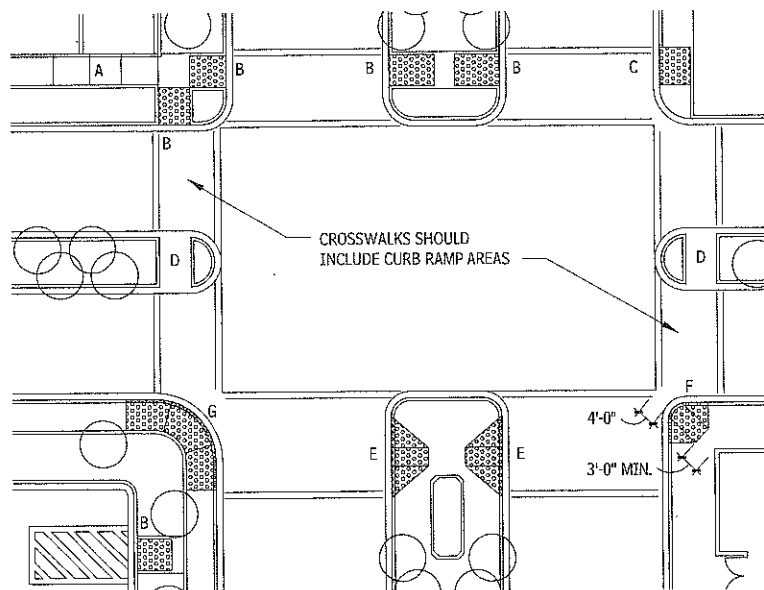 A
B
B
B
C
B
CROSSWALKS SHOULD
INCLUDE CURB RAMP AREAS
D
D
G
F
4'-0"
E
E
3'-0" MIN.
B